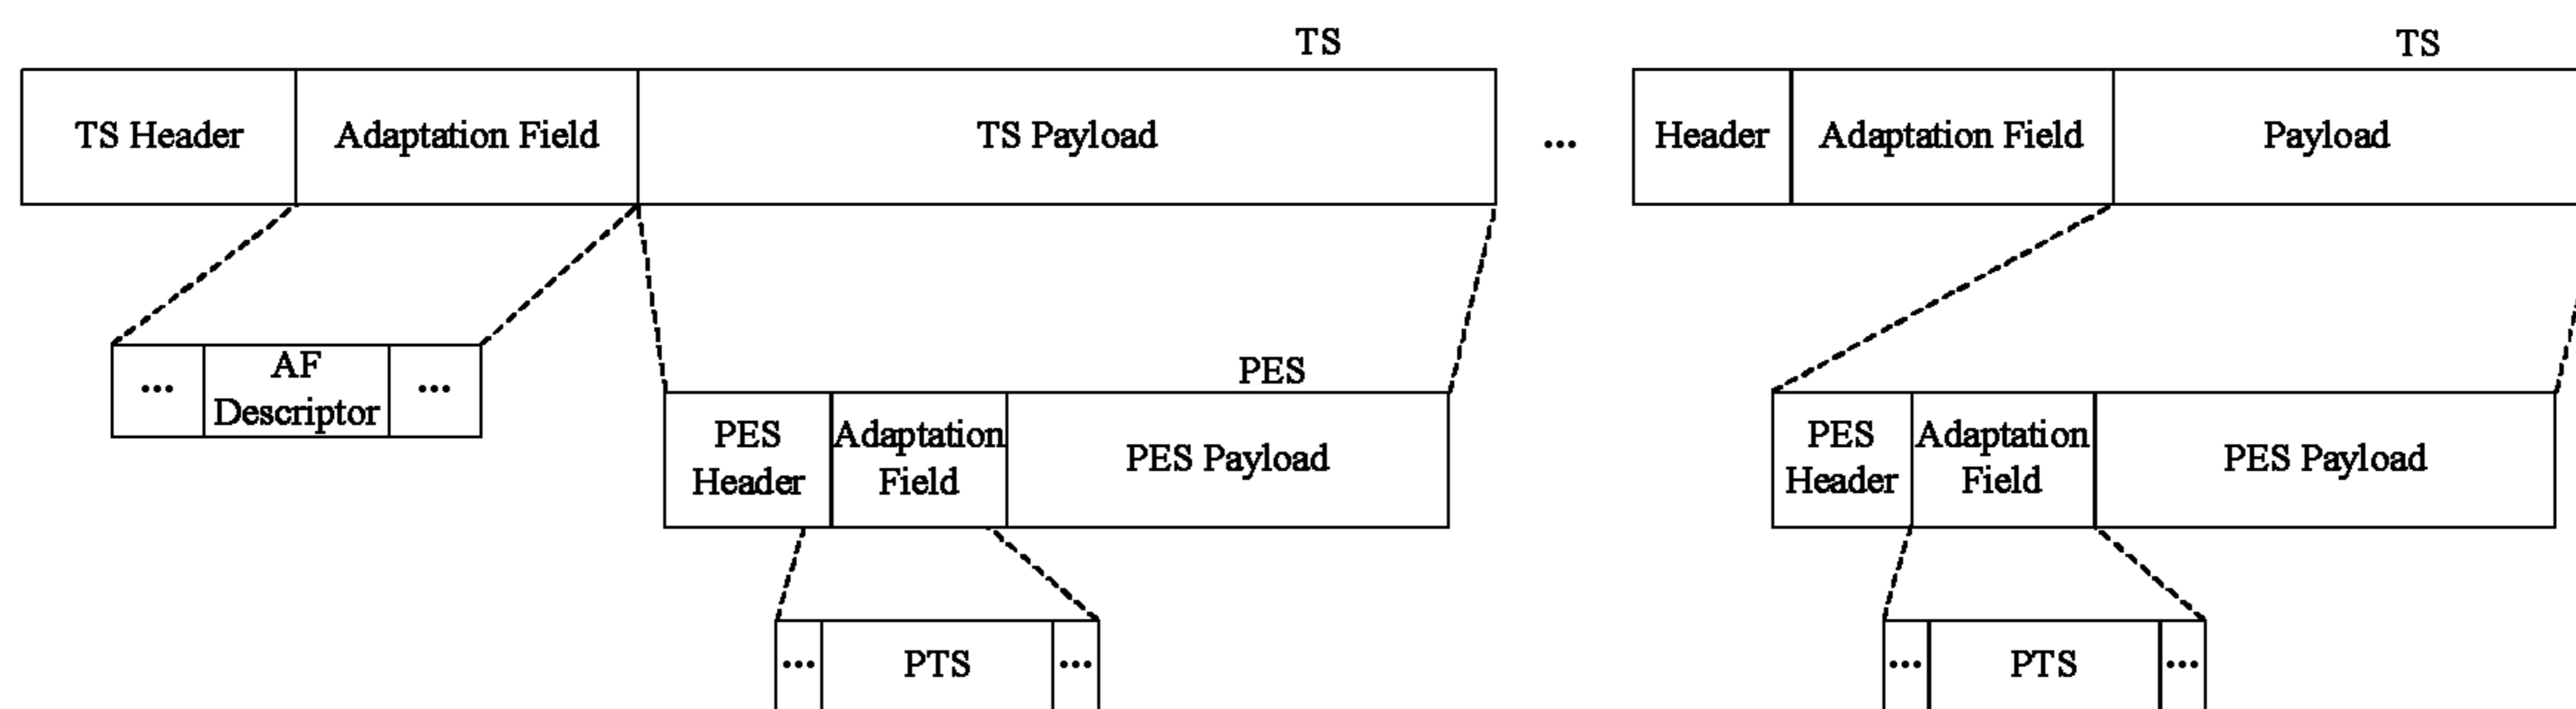 TS
TS
TS Header
Adaptation Field
TS Payload
...
Header
Adaptation Field
Payload
...
AF
Descriptor
...
PES
PES
Header
Adaptation
Field
PES Payload
PES
Header
Adaptation
Field
PES Payload
...
PTS
...
...
PTS
...